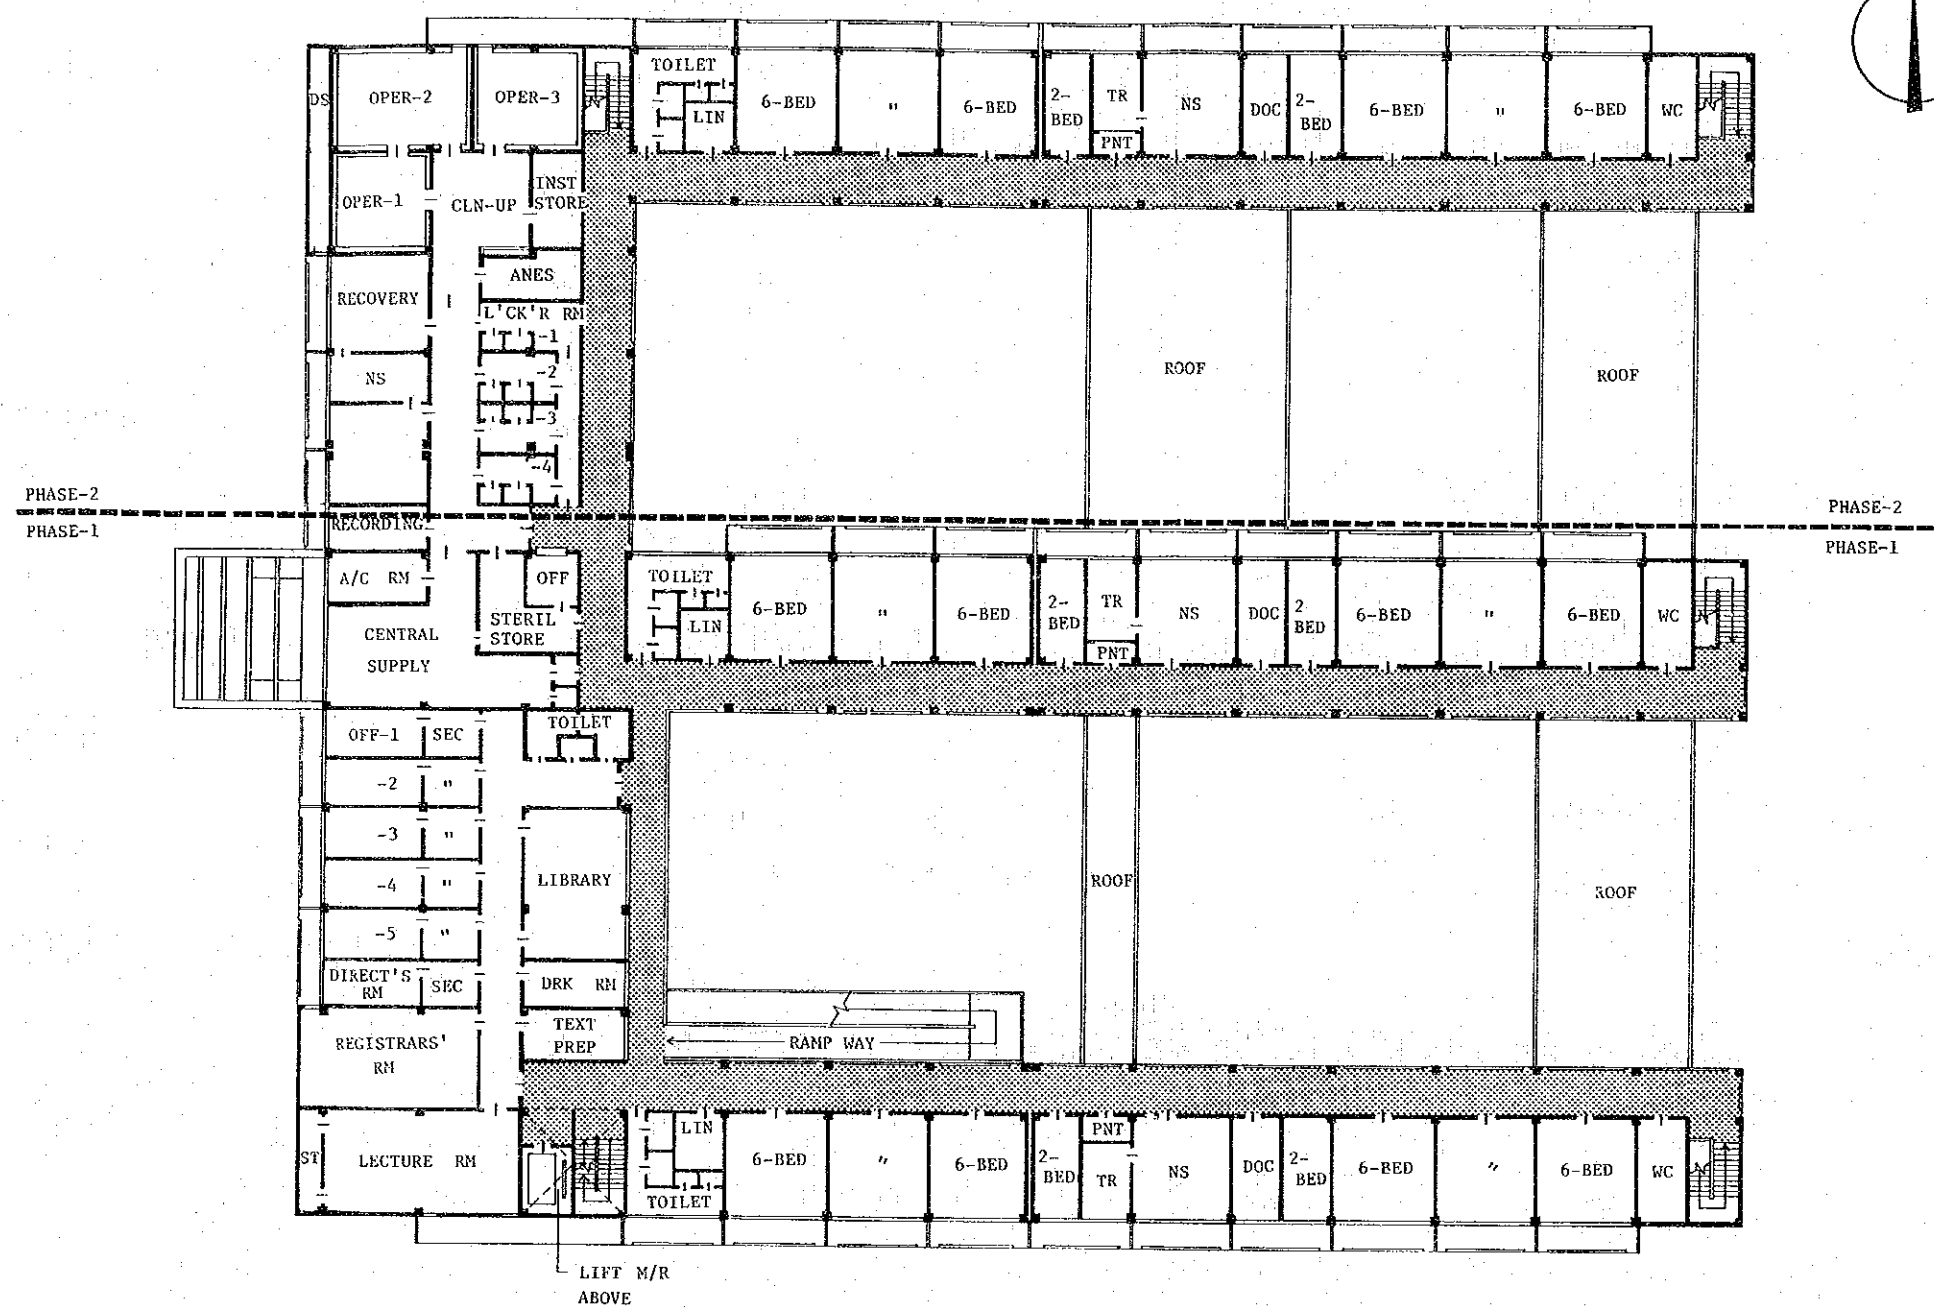 TOILET
DS
OPER-2
OPER-3
LIN
6-BED
"
6-BED
2-
BED
TR
PNT
NS
DOC
2-
BED
6-BED
"
6-BED
WC
OPER-1
CLN-UP
INST
STORE
ANES
RECOVERY
L'CK'R RM
-1
-2
-3
-4
NS
ROOF
ROOF
PHASE-2
PHASE-1
PHASE-2
PHASE-1
RECORDING
A/C RM
OFF
STERIL
STORE
CENTRAL
SUPPLY
TOILET
LIN
6-BED
"
6-BED
2-
BED
TR
PNT
NS
DOC
2
BED
6-BED
"
6-BED
WC
OFF-1
SEC
TOILET
-2
"
-3
"
-4
"
-5
"
LIBRARY
ROOF
ROOF
DIRECT'S
RM
SEC
DRK RM
TEXT
PREP
REGISTRARS'
RM
RAMP WAY
ST
LECTURE RM
LIN
TOILET
6-BED
"
6-BED
2-
BED
PNT
TR
NS
DOC
2-
BED
6-BED
"
6-BED
WC
LIFT M/R
ABOVE